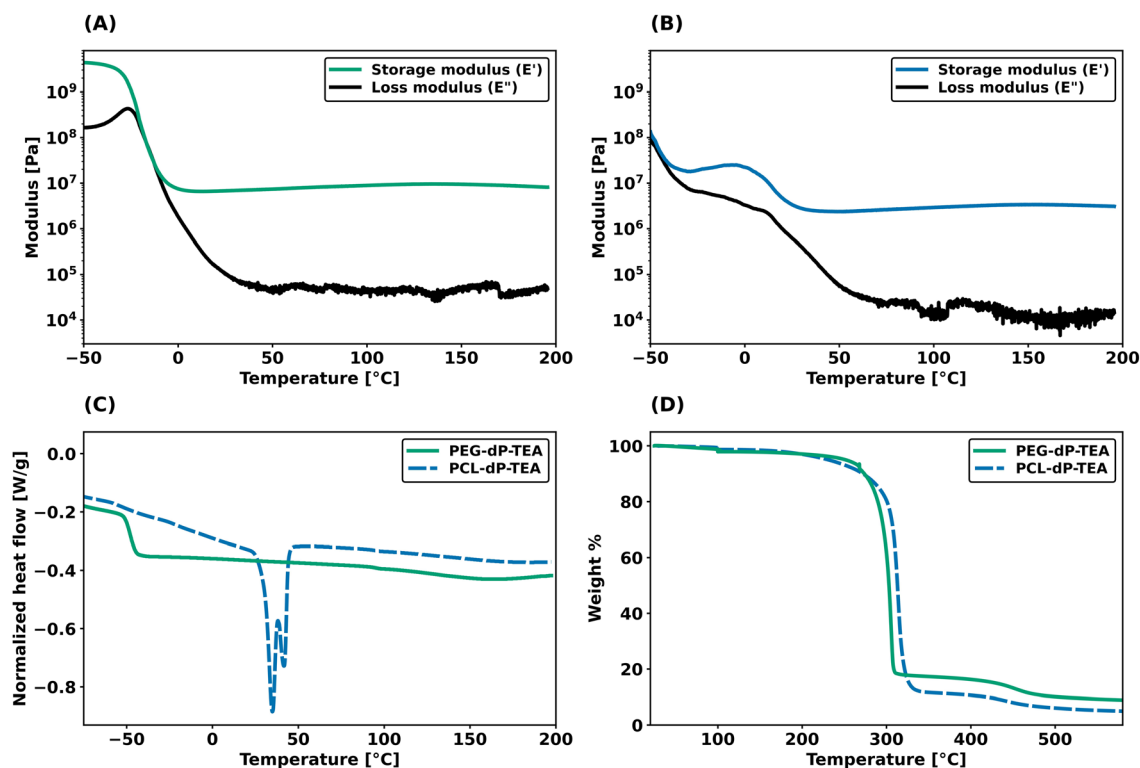 (A)
Modulus [Pa]
10⁹
10⁸
10⁷
10⁶
10⁵
10⁴
Storage modulus (E')
Loss modulus (E")
−50 0 50 100 150 200
Temperature [°C]
(B)
Modulus [Pa]
10⁹
10⁸
10⁷
10⁶
10⁵
10⁴
Storage modulus (E')
Loss modulus (E")
−50 0 50 100 150 200
Temperature [°C]
(C)
Normalized heat flow [W/g]
0.0
−0.2
−0.4
−0.6
−0.8
PEG-dP-TEA
PCL-dP-TEA
−50 0 50 100 150 200
Temperature [°C]
(D)
Weight %
100
80
60
40
20
0
PEG-dP-TEA
PCL-dP-TEA
100 200 300 400 500
Temperature [°C]